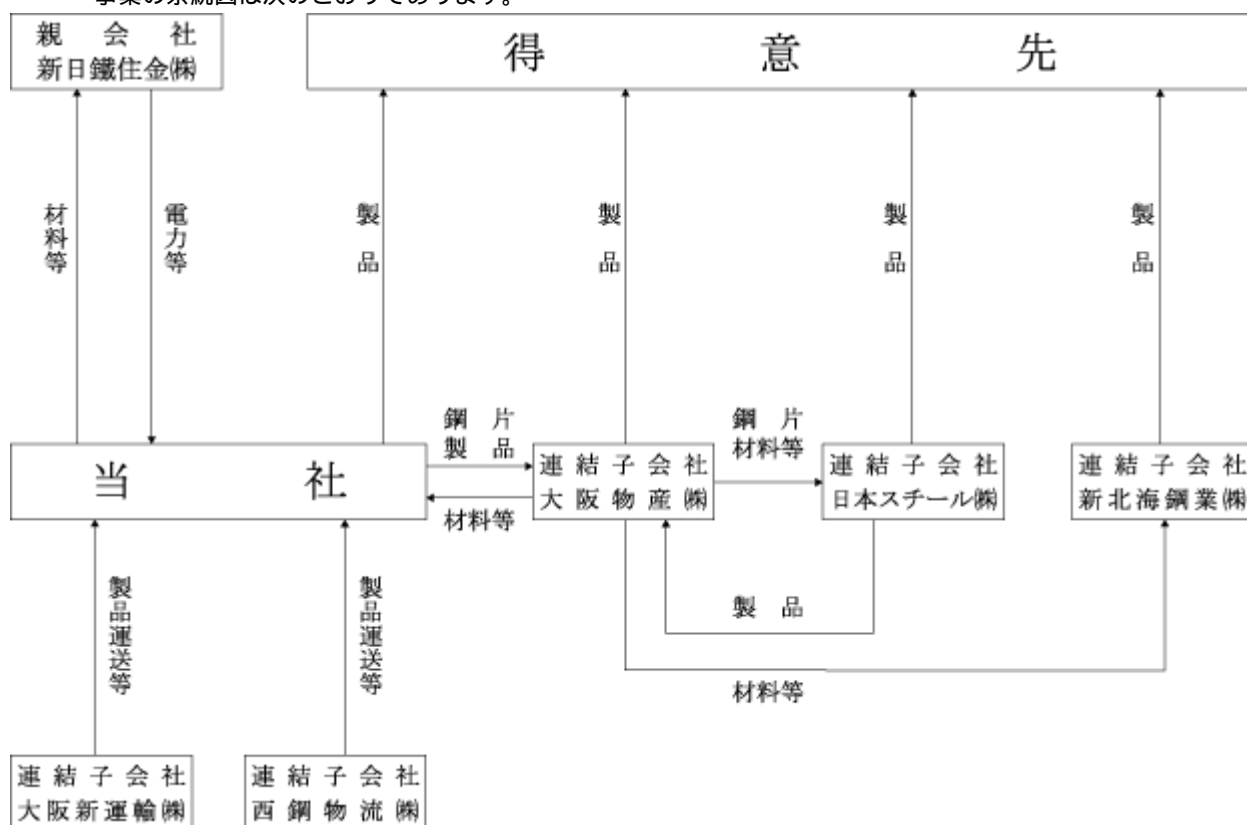 事業の系統図は次のとおりであります。
親会社
新日鐵住金㈱
得意先
材料等
電力等
製品
製品
製品
製品
鋼片
製品
鋼片
材料等
当社
連結子会社
大阪物産㈱
連結子会社
日本スチール㈱
連結子会社
新北海鋼業㈱
材料等
製品運送等
製品運送等
製品
材料等
連結子会社
大阪新運輸㈱
連結子会社
西鋼物流㈱